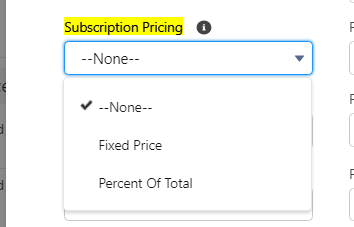 Subscription Pricing
--None--
--None--
Fixed Price
Percent Of Total